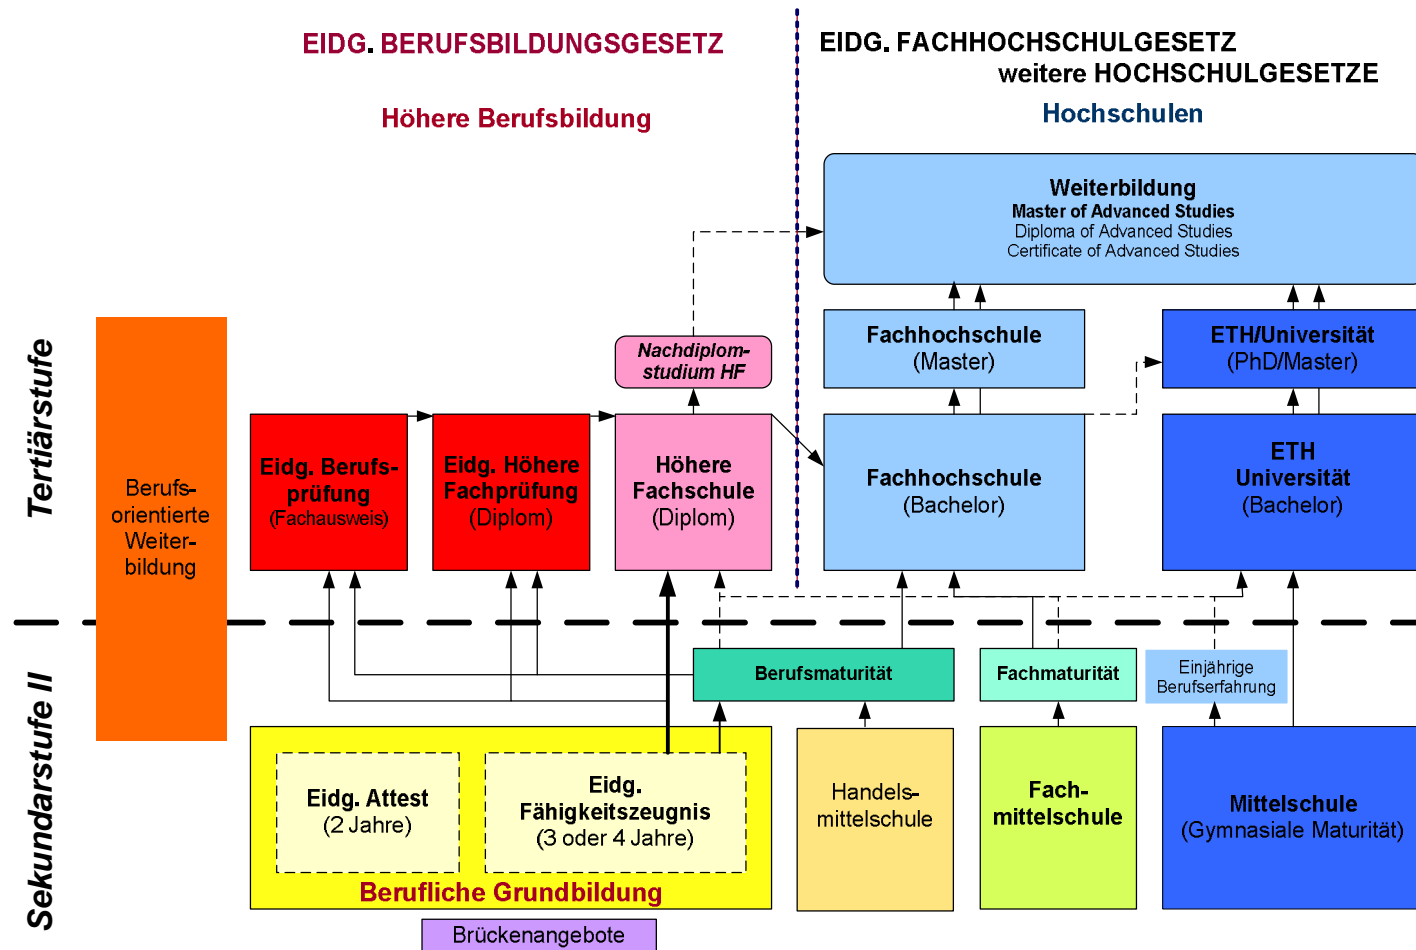 EIDG. BERUFSBILDUNGSGESETZ
EIDG. FACHHOCHSCHULGESETZ
weitere HOCHSCHULGESETZE
Höhere Berufsbildung
Hochschulen
Weiterbildung
Master of Advanced Studies
Diploma of Advanced Studies
Certificate of Advanced Studies
Tertiärstufe
Berufs-
orientierte
Weiter-
bildung
Nachdiplom-
studium HF
Fachhochschule
(Master)
ETH/Universität
(PhD/Master)
Eidg. Berufs-
prüfung
(Fachausweis)
Eidg. Höhere
Fachprüfung
(Diplom)
Höhere
Fachschule
(Diplom)
Fachhochschule
(Bachelor)
ETH
Universität
(Bachelor)
Sekundarstufe II
Berufsmaturität
Fachmaturität
Einjährige
Berufserfahrung
Eidg. Attest
(2 Jahre)
Eidg.
Fähigkeitszeugnis
(3 oder 4 Jahre)
Berufliche Grundbildung
Handels-
mittelschule
Fach-
mittelschule
Mittelschule
(Gymnasiale Maturität)
Brückenangebote